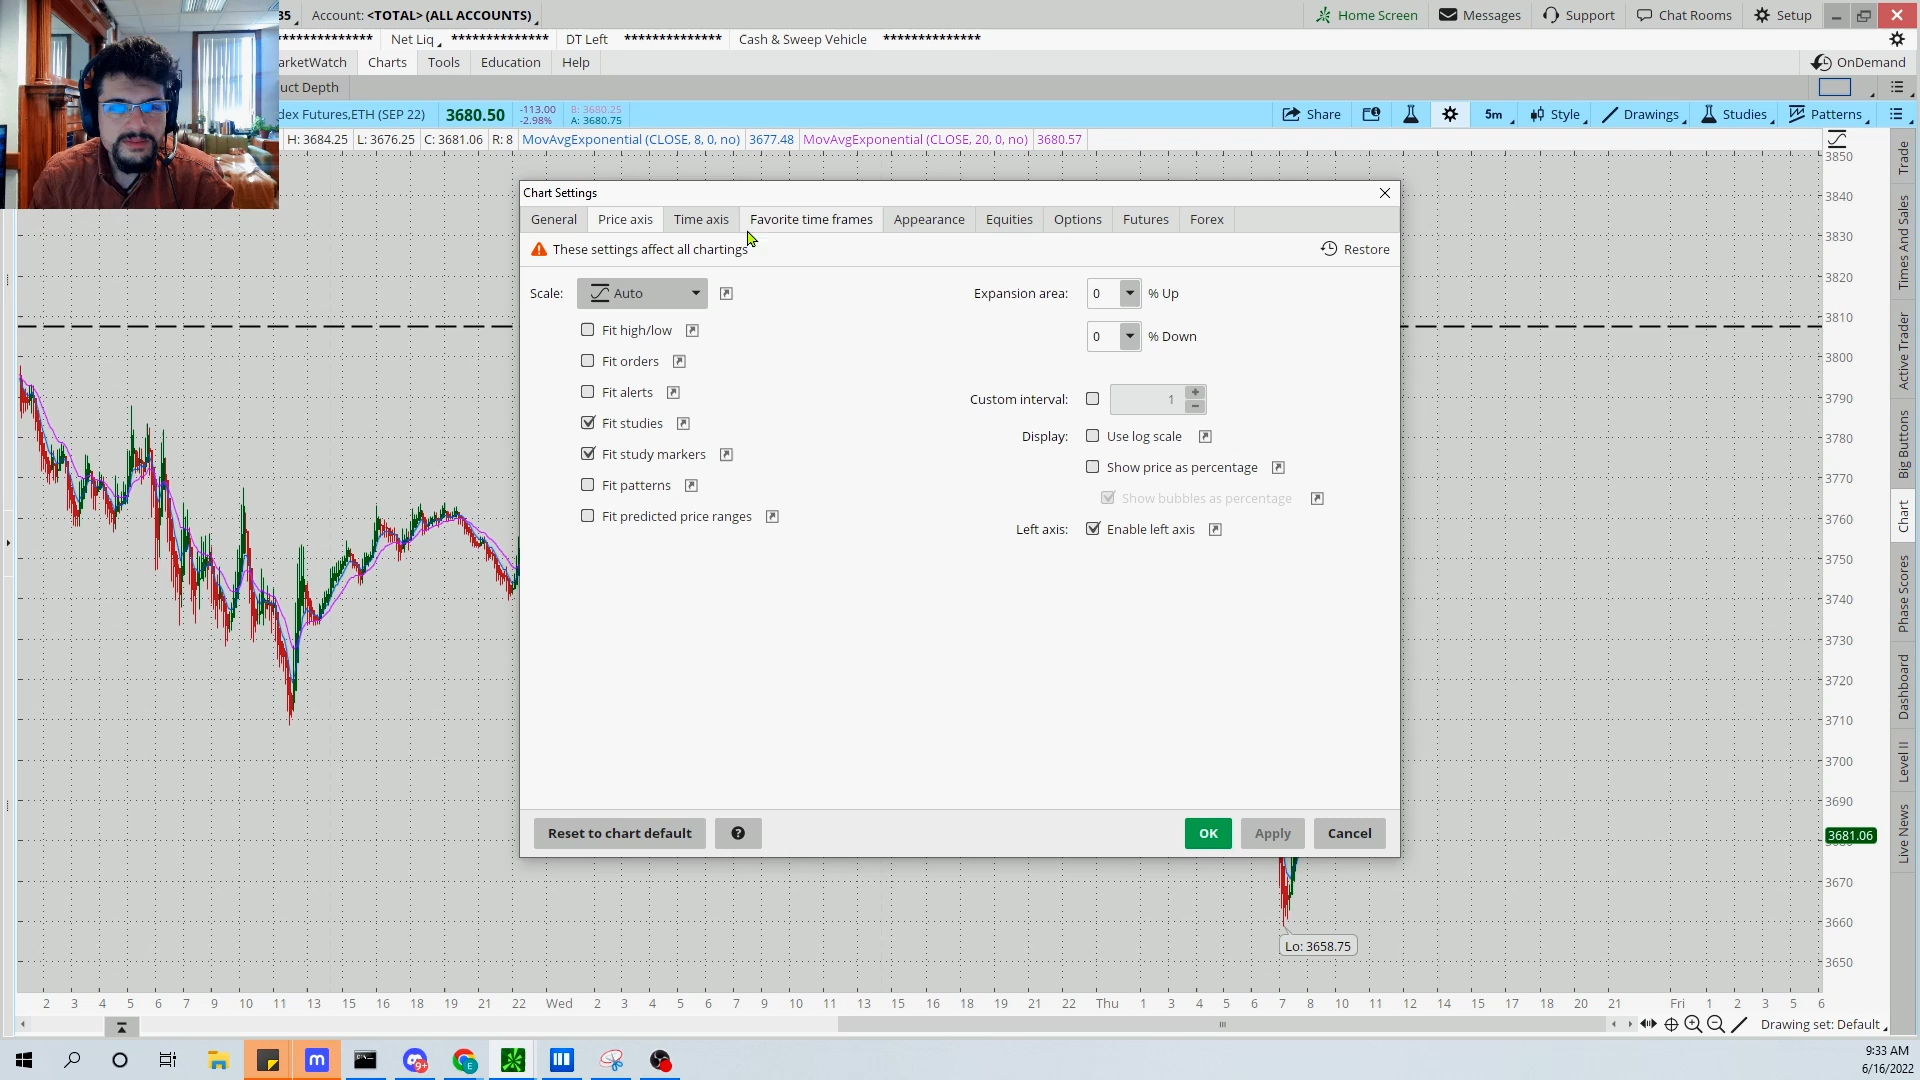 35 Account: <TOTAL> (ALL ACCOUNTS) Home Screen Messages Support Chat Rooms Setup
************** Net Liq ************** DT Left ************** Cash & Sweep Vehicle **************
arketWatch Charts Tools Education Help OnDemand
uct Depth
dex Futures,ETH (SEP 22) 3680.50 -113.00 -2.98% B: 3680.25 A: 3680.75 Share 5m Style Drawings Studies Patterns
H: 3684.25 L: 3676.25 C: 3681.06 R: 8 MovAvgExponential (CLOSE, 8, 0, no) 3677.48 MovAvgExponential (CLOSE, 20, 0, no) 3680.57
Chart Settings
General Price axis Time axis Favorite time frames Appearance Equities Options Futures Forex
These settings affect all chartings Restore
Scale: Auto Expansion area: 0 % Up
Fit high/low 0 % Down
Fit orders
Fit alerts Custom interval: 1
Fit studies Display: Use log scale
Fit study markers Show price as percentage
Fit patterns Show bubbles as percentage
Fit predicted price ranges Left axis: Enable left axis
Reset to chart default ? OK Apply Cancel
3850
3840
3830
3820
3810
3800
3790
3780
3770
3760
3750
3740
3730
3720
3710
3700
3690
3681.06
3670
3660
3650
Trade
Times And Sales
Active Trader
Big Buttons
Chart
Phase Scores
Dashboard
Level II
Live News
Lo: 3658.75
2 3 4 5 6 7 8 9 10 11 13 15 16 17 18 19 21 22 Wed 2 3 4 5 6 7 9 10 11 13 15 16 17 18 19 21 22 Thu 1 3 4 5 6 7 8 10 11 12 14 15 17 18 20 21 Fri 1 2 3 5 6
Drawing set: Default
9+ m E
9:33 AM
6/16/2022